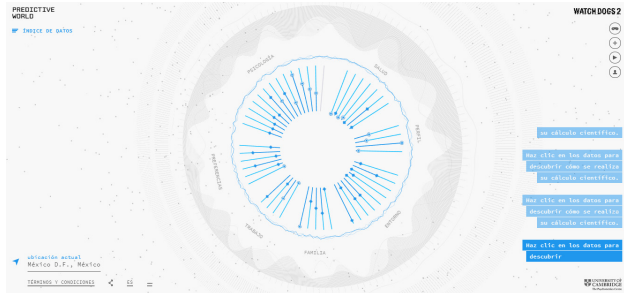 PREDICTIVE
WORLD
WATCH DOGS 2
ÍNDICE DE DATOS
PSICOLOGÍA
SALUD
PERFIL
ENTORNO
FAMILIA
TRABAJO
PREFERENCIAS
su cálculo científico.
Haz clic en los datos para
descubrir cómo se realiza
su cálculo científico.
Haz clic en los datos para
descubrir cómo se realiza
su cálculo científico.
Haz clic en los datos para
descubrir
ubicación actual
México D.F., México
TÉRMINOS Y CONDICIONES
ES
UNIVERSITY OF
CAMBRIDGE